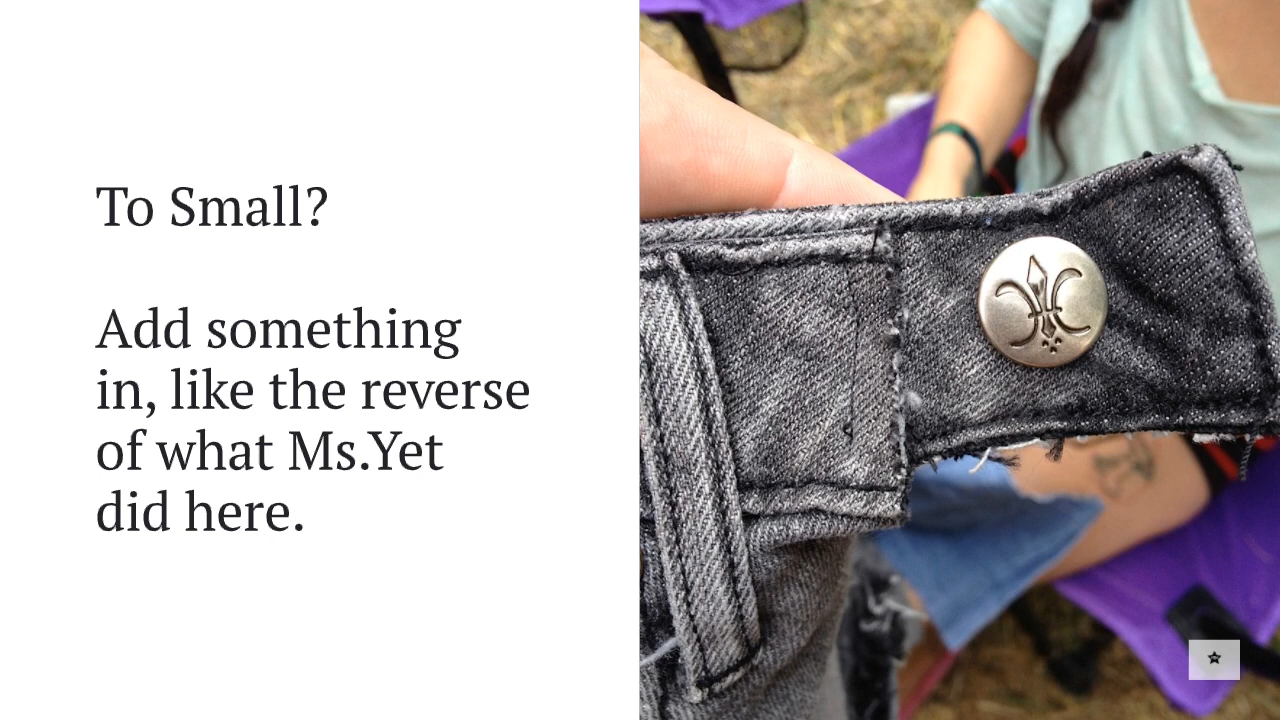 To Small?
Add something
in, like the reverse
of what Ms.Yet
did here.